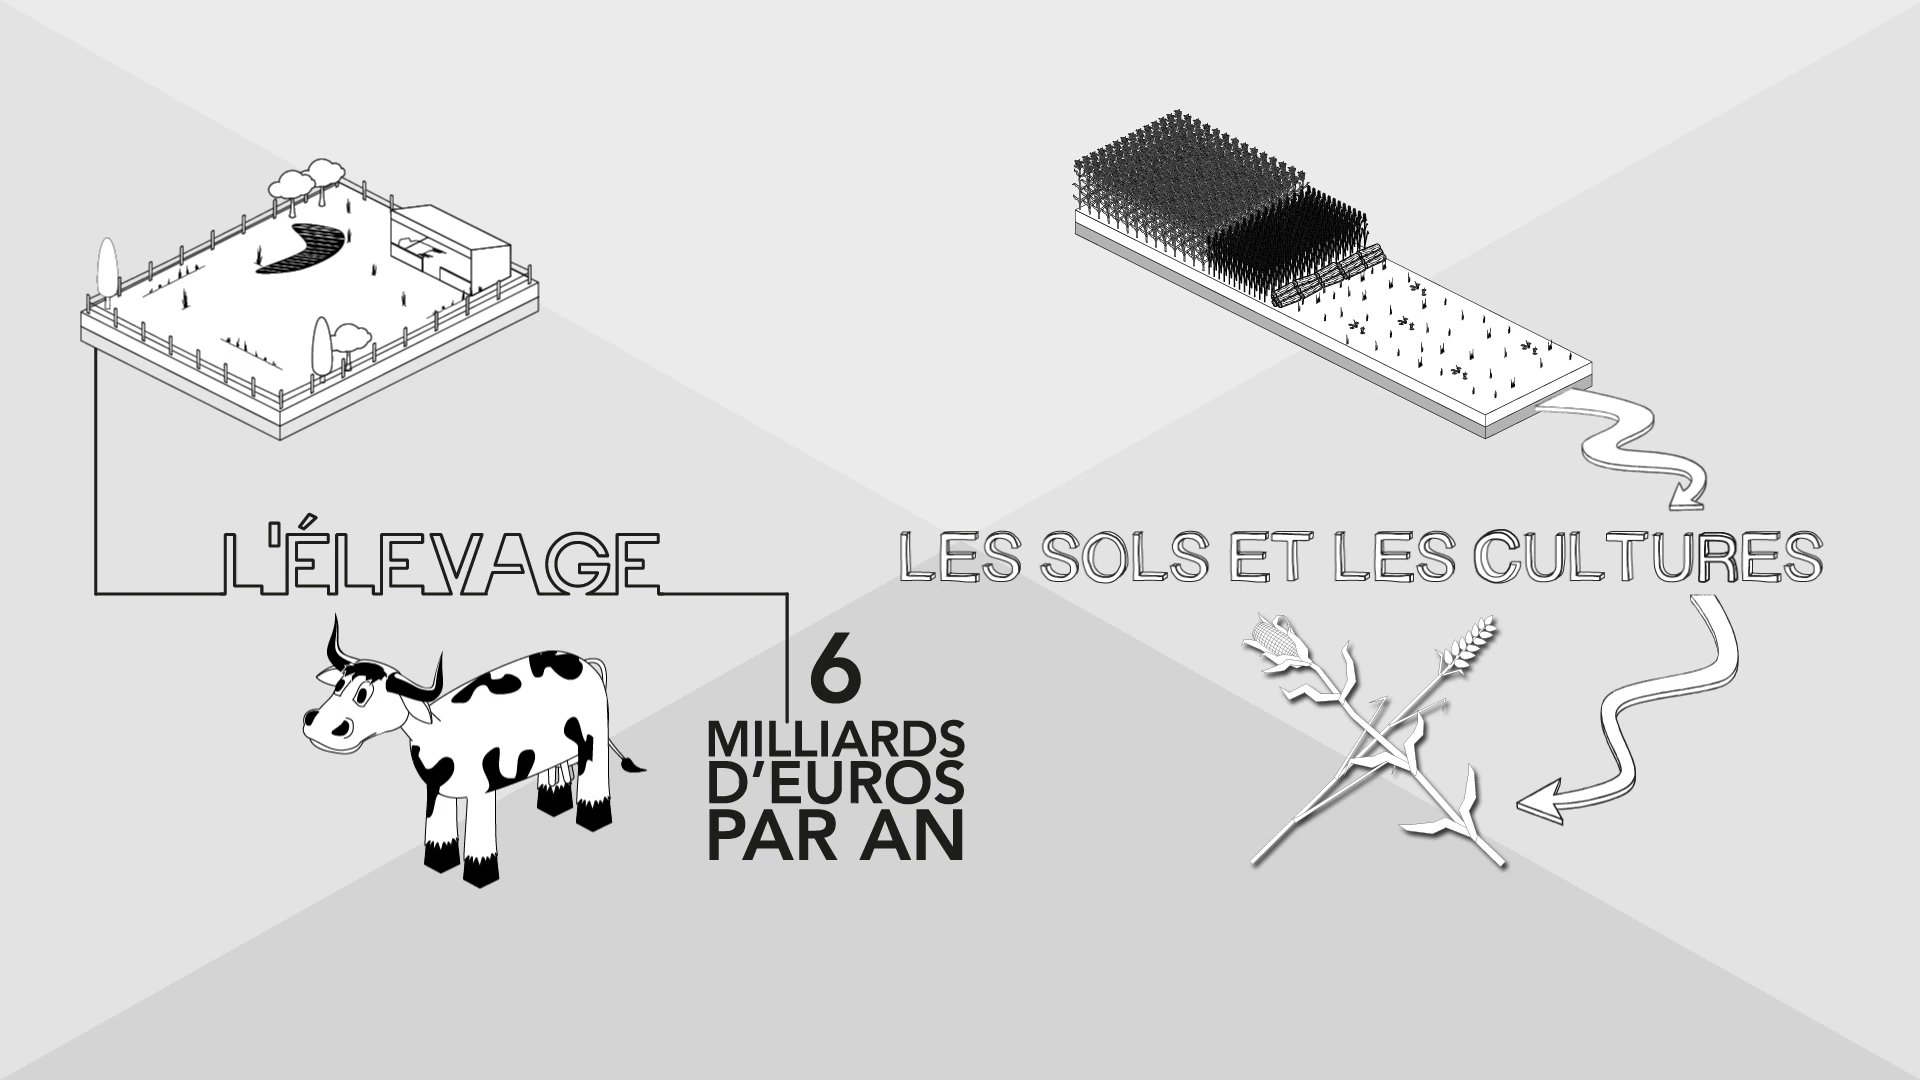 L'ÉLEVAGE
6
MILLIARDS
D'EUROS
PAR AN
LES SOLS ET LES CULTURES